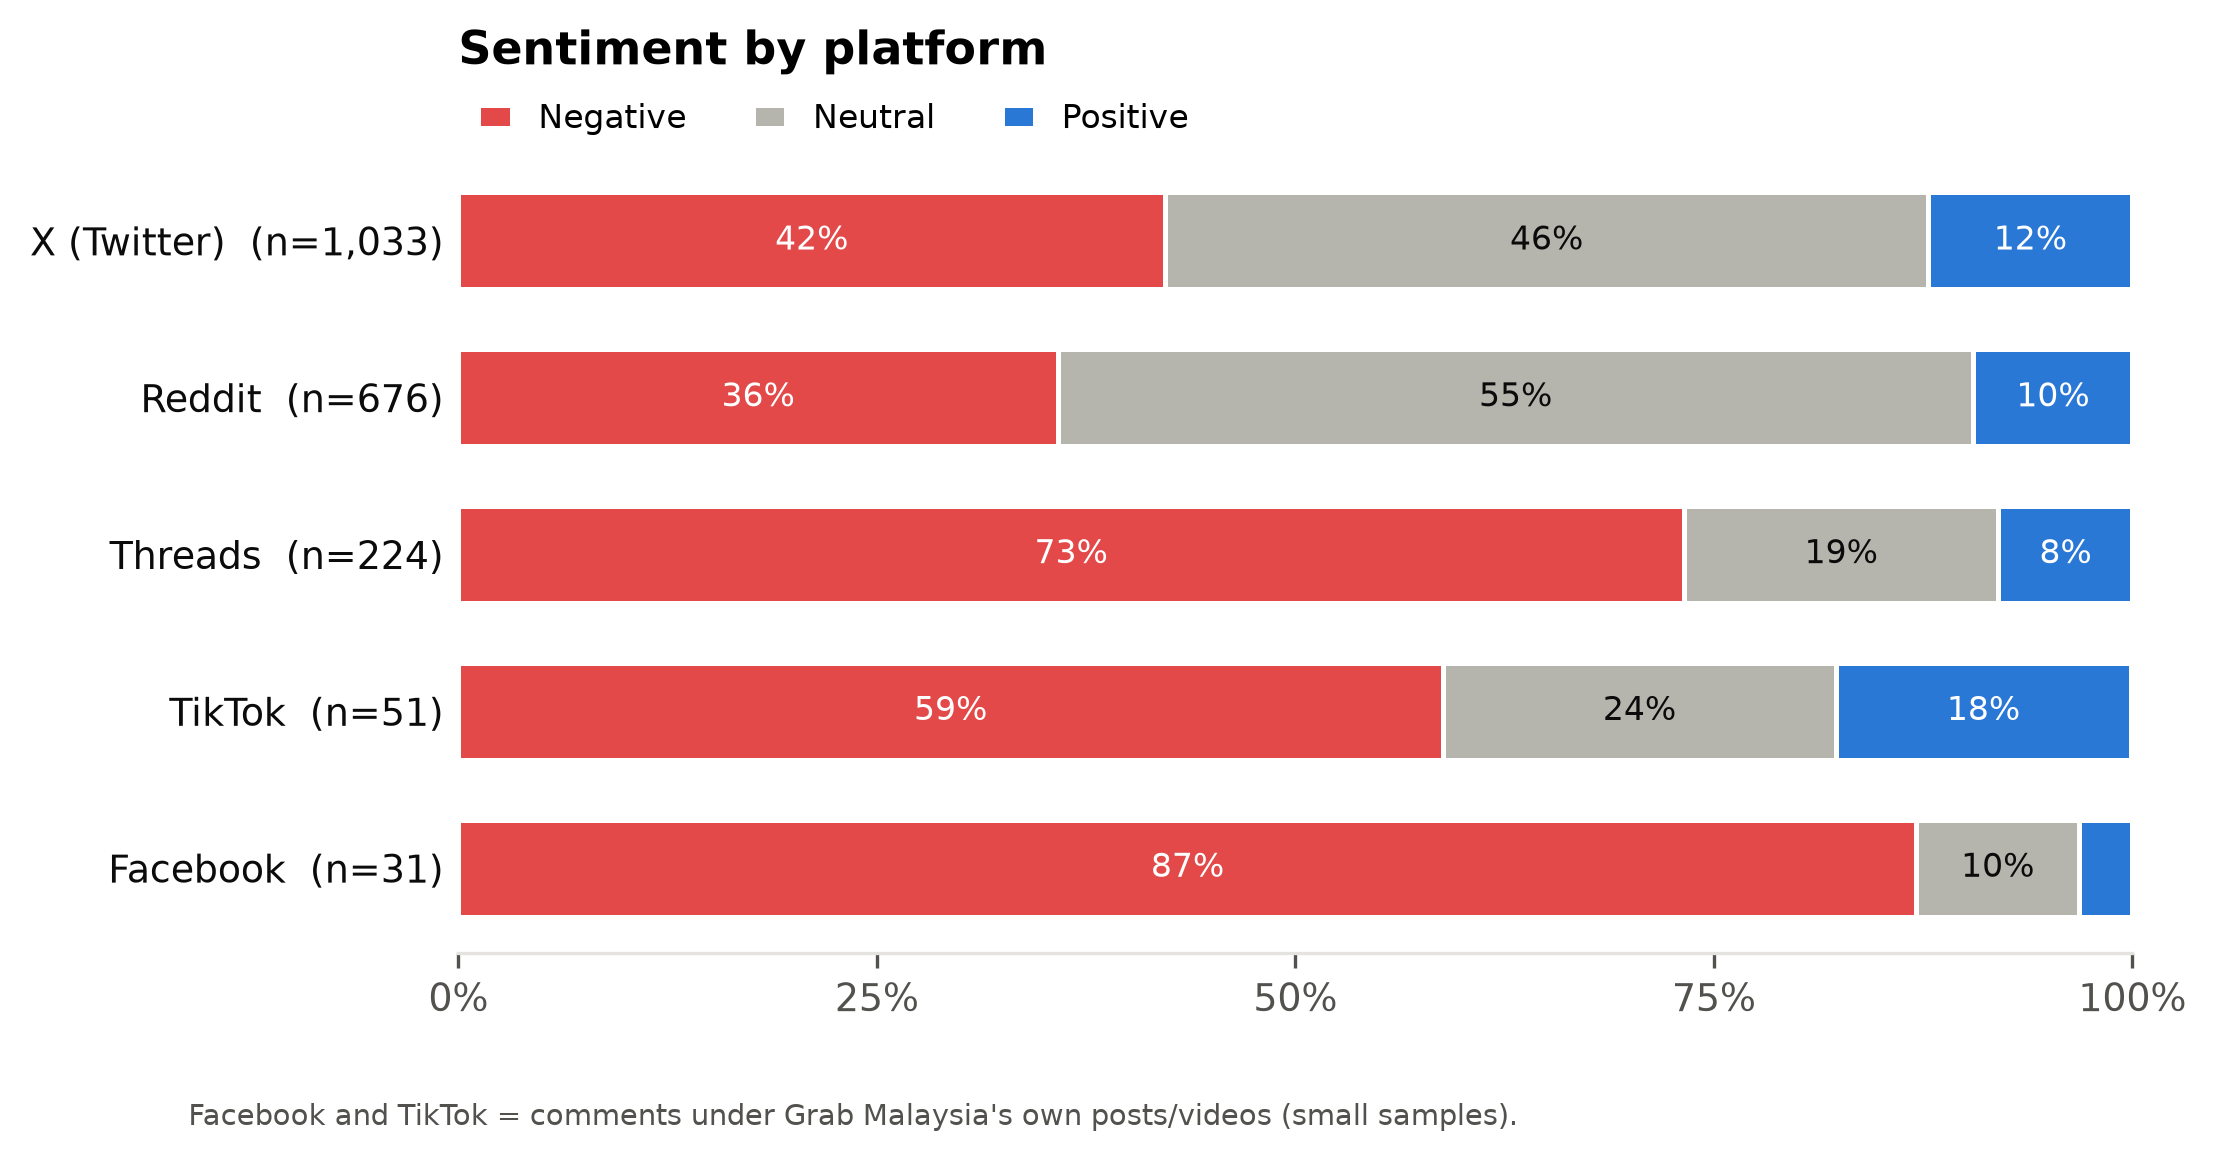 Sentiment by platform
Negative Neutral Positive
X (Twitter) (n=1,033) 42% 46% 12%
Reddit (n=676) 36% 55% 10%
Threads (n=224) 73% 19% 8%
TikTok (n=51) 59% 24% 18%
Facebook (n=31) 87% 10%
0% 25% 50% 75% 100%
Facebook and TikTok = comments under Grab Malaysia's own posts/videos (small samples).